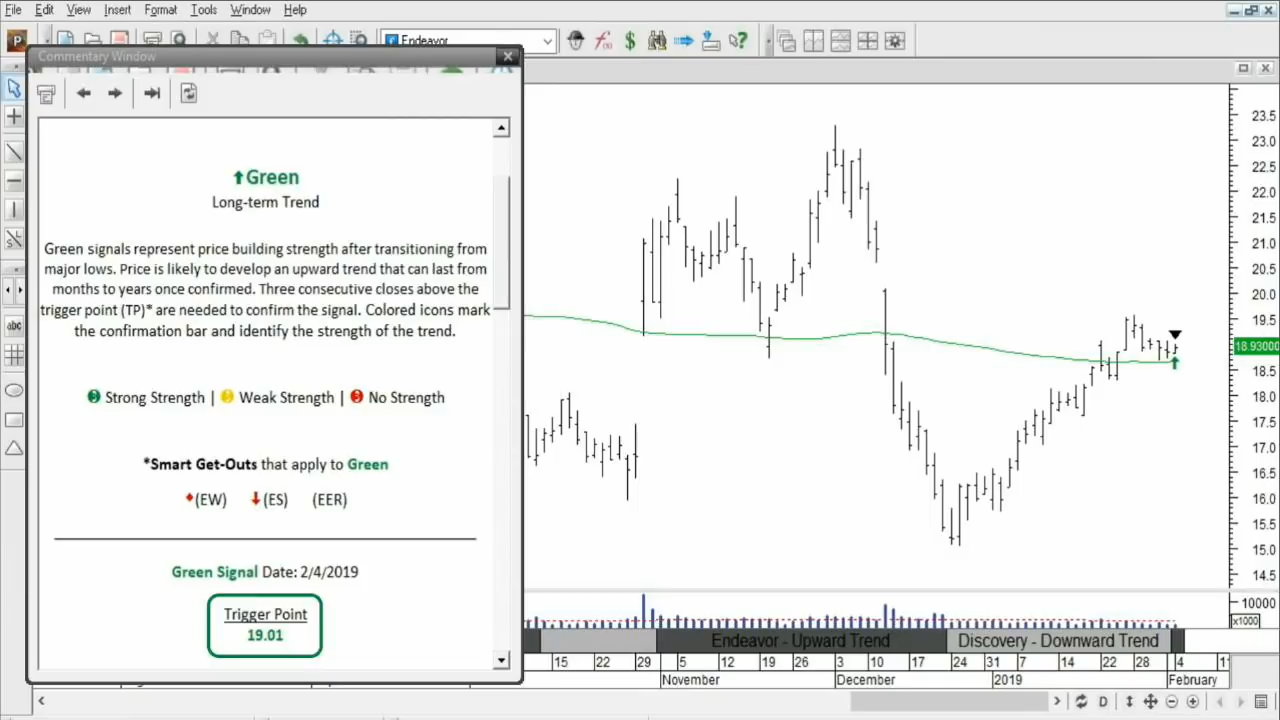 File Edit View Insert Format Tools Window Help
Endeavor
Commentary Window
Green
Long-term Trend
Green signals represent price building strength after transitioning from
major lows. Price is likely to develop an upward trend that can last from
months to years once confirmed. Three consecutive closes above the
trigger point (TP)* are needed to confirm the signal. Colored icons mark
the confirmation bar and identify the strength of the trend.
Strong Strength | Weak Strength | No Strength
*Smart Get-Outs that apply to Green
(EW) (ES) (EER)
Green Signal Date: 2/4/2019
Trigger Point
19.01
abc
23.5
23.0
22.5
22.0
21.5
21.0
20.5
20.0
19.5
18.93000
18.5
18.0
17.5
17.0
16.5
16.0
15.5
15.0
14.5
10000
x1000
Endeavor - Upward Trend Discovery - Downward Trend
15 22 29 5 12 19 26 3 10 17 24 31 7 14 22 28 4
November December 2019 February
D